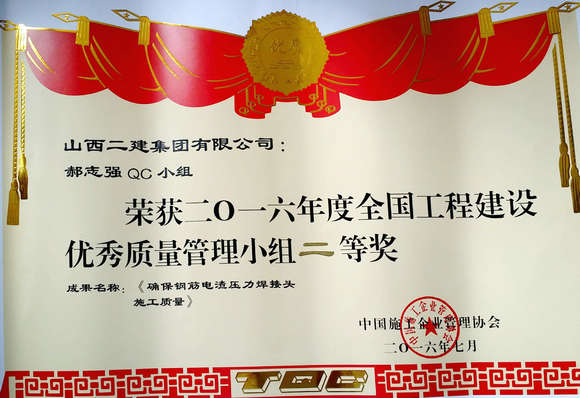 优秀
山西二建集团有限公司：
郝志强QC小组
荣获二〇一六年度全国工程建设
优秀质量管理小组二等奖
成果名称：《确保钢筋电渣压力焊接头
施工质量》
中国施工企业管理协会
二〇一六年七月
TQC